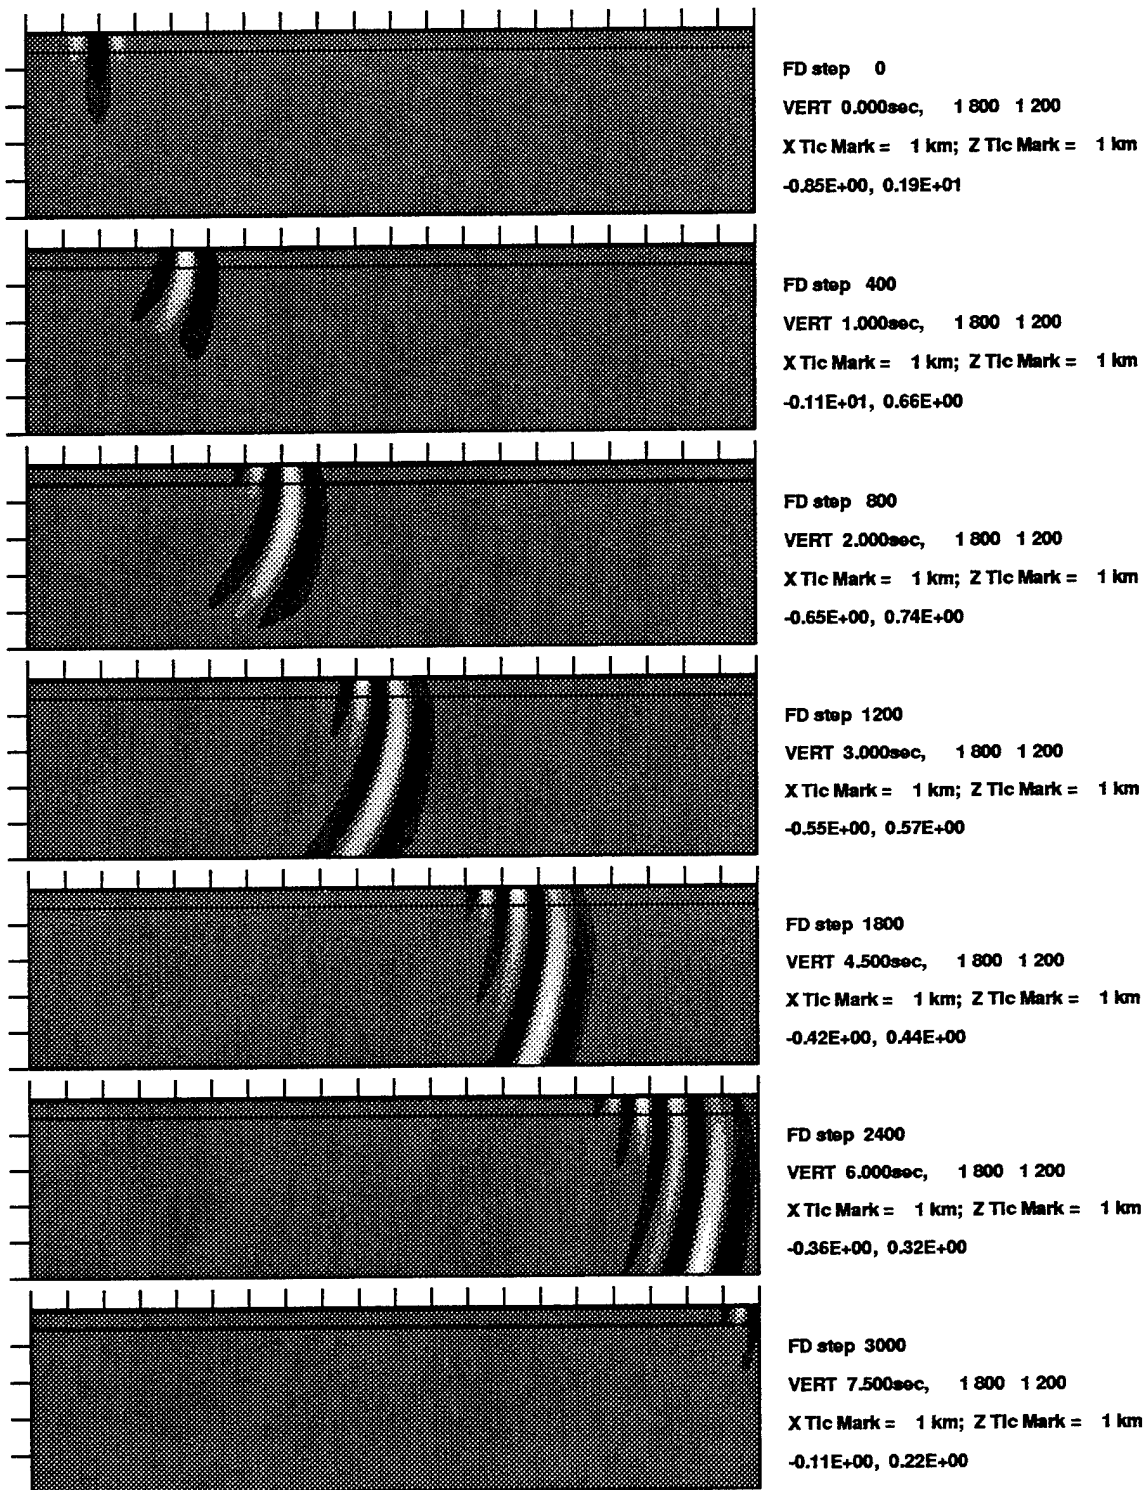 FD step 0
VERT 0.000sec, 1 800 1 200
X Tic Mark = 1 km; Z Tic Mark = 1 km
-0.85E+00, 0.19E+01
FD step 400
VERT 1.000sec, 1 800 1 200
X Tic Mark = 1 km; Z Tic Mark = 1 km
-0.11E+01, 0.66E+00
FD step 800
VERT 2.000sec, 1 800 1 200
X Tic Mark = 1 km; Z Tic Mark = 1 km
-0.65E+00, 0.74E+00
FD step 1200
VERT 3.000sec, 1 800 1 200
X Tic Mark = 1 km; Z Tic Mark = 1 km
-0.55E+00, 0.57E+00
FD step 1800
VERT 4.500sec, 1 800 1 200
X Tic Mark = 1 km; Z Tic Mark = 1 km
-0.42E+00, 0.44E+00
FD step 2400
VERT 6.000sec, 1 800 1 200
X Tic Mark = 1 km; Z Tic Mark = 1 km
-0.36E+00, 0.32E+00
FD step 3000
VERT 7.500sec, 1 800 1 200
X Tic Mark = 1 km; Z Tic Mark = 1 km
-0.11E+00, 0.22E+00